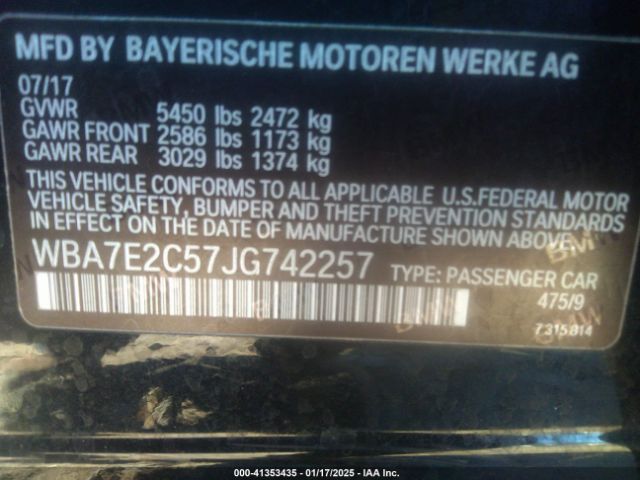 MFD BY BAYERISCHE MOTOREN WERKE AG
07/17
GVWR 5450 lbs 2472 kg
GAWR FRONT 2586 lbs 1173 kg
GAWR REAR 3029 lbs 1374 kg
THIS VEHICLE CONFORMS TO ALL APPLICABLE U.S.FEDERAL MOTOR
VEHICLE SAFETY, BUMPER AND THEFT PREVENTION STANDARDS
IN EFFECT ON THE DATE OF MANUFACTURE SHOWN ABOVE.
WBA7E2C57JG742257 TYPE: PASSENGER CAR
475/9
7 315 814
000-41353435 - 01/17/2025 - IAA Inc.